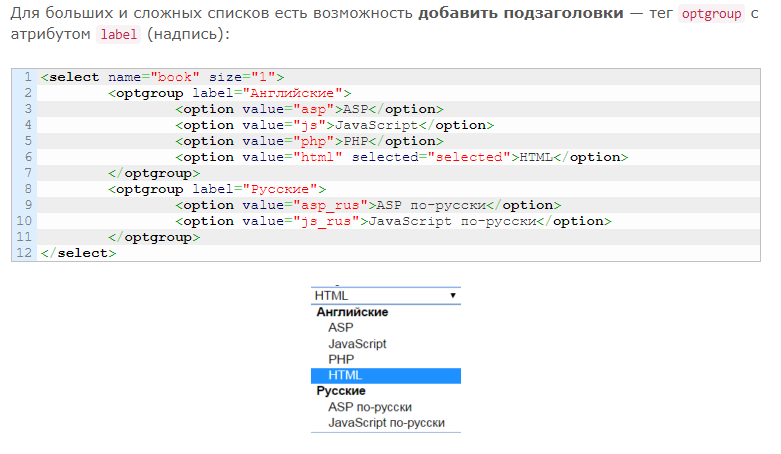 Для больших и сложных списков есть возможность добавить подзаголовки — тег optgroup с
атрибутом label (надпись):
1 <select name="book" size="1">
2 <optgroup label="Английские">
3 <option value="asp">ASP</option>
4 <option value="js">JavaScript</option>
5 <option value="php">PHP</option>
6 <option value="html" selected="selected">HTML</option>
7 </optgroup>
8 <optgroup label="Русские">
9 <option value="asp_rus">ASP по-русски</option>
10 <option value="js_rus">JavaScript по-русски</option>
11 </optgroup>
12 </select>
HTML
Английские
ASP
JavaScript
PHP
HTML
Русские
ASP по-русски
JavaScript по-русски